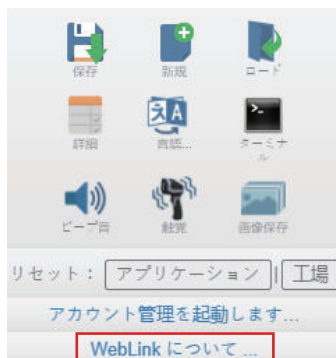 保存 新規 ロード
詳細 言語... ターミナル
ビープ音 触覚 画像保存
リセット： アプリケーション | 工場
アカウント管理を起動します...
WebLink について ...